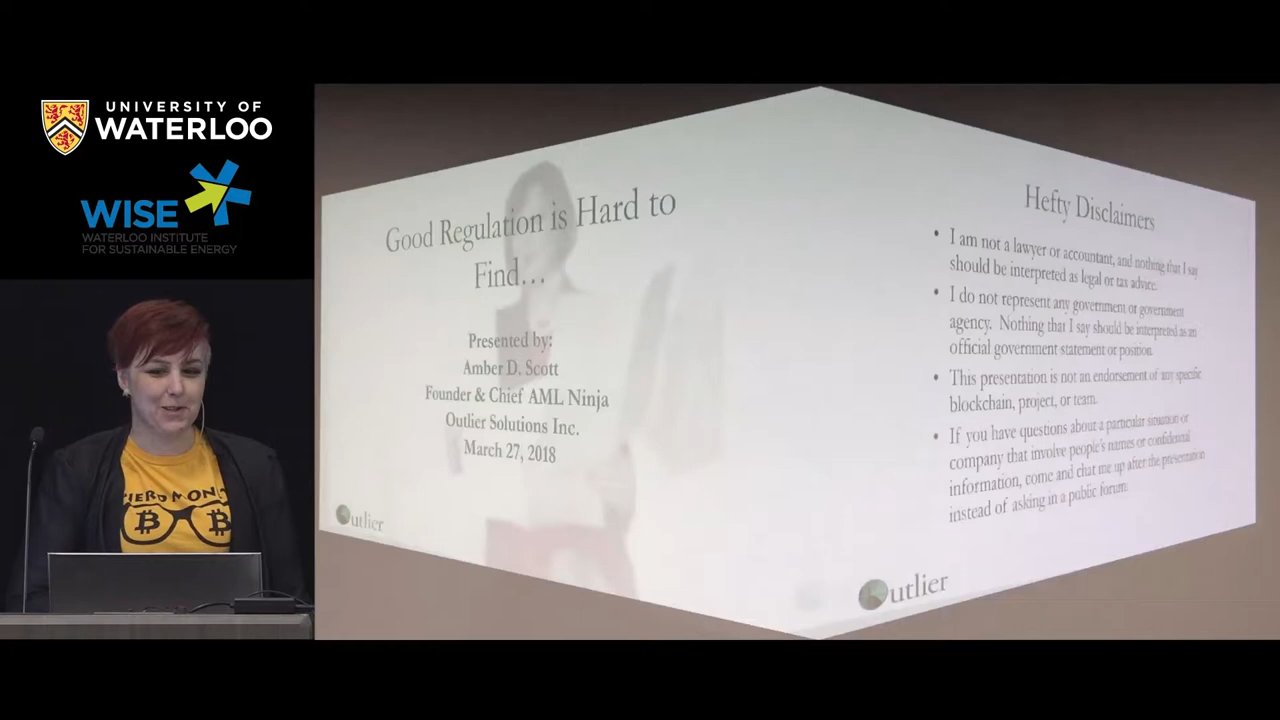 UNIVERSITY OF
WATERLOO
WISE
WATERLOO INSTITUTE
FOR SUSTAINABLE ENERGY
Good Regulation is Hard to
Find...
Presented by:
Amber D. Scott
Founder & Chief AML Ninja
Outlier Solutions Inc.
March 27, 2018
Outlier
Hefty Disclaimers
• I am not a lawyer or accountant, and nothing that I say
should be interpreted as legal or tax advice.
• I do not represent any government or government
agency. Nothing that I say should be interpreted as an
official government statement or position.
• This presentation is not an endorsement of any specific
blockchain, project, or team.
• If you have questions about a particular situation or
company that involve people's names or confidential
information, come and chat me up after the presentation
instead of asking in a public forum.
Outlier